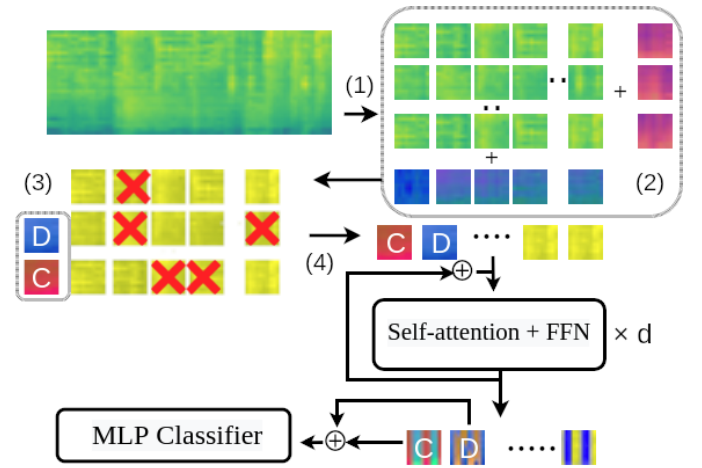 (1)
+
+
(2)
(3)
D
C
(4)
C D ....
+
Self-attention + FFN × d
MLP Classifier
+
C D .....